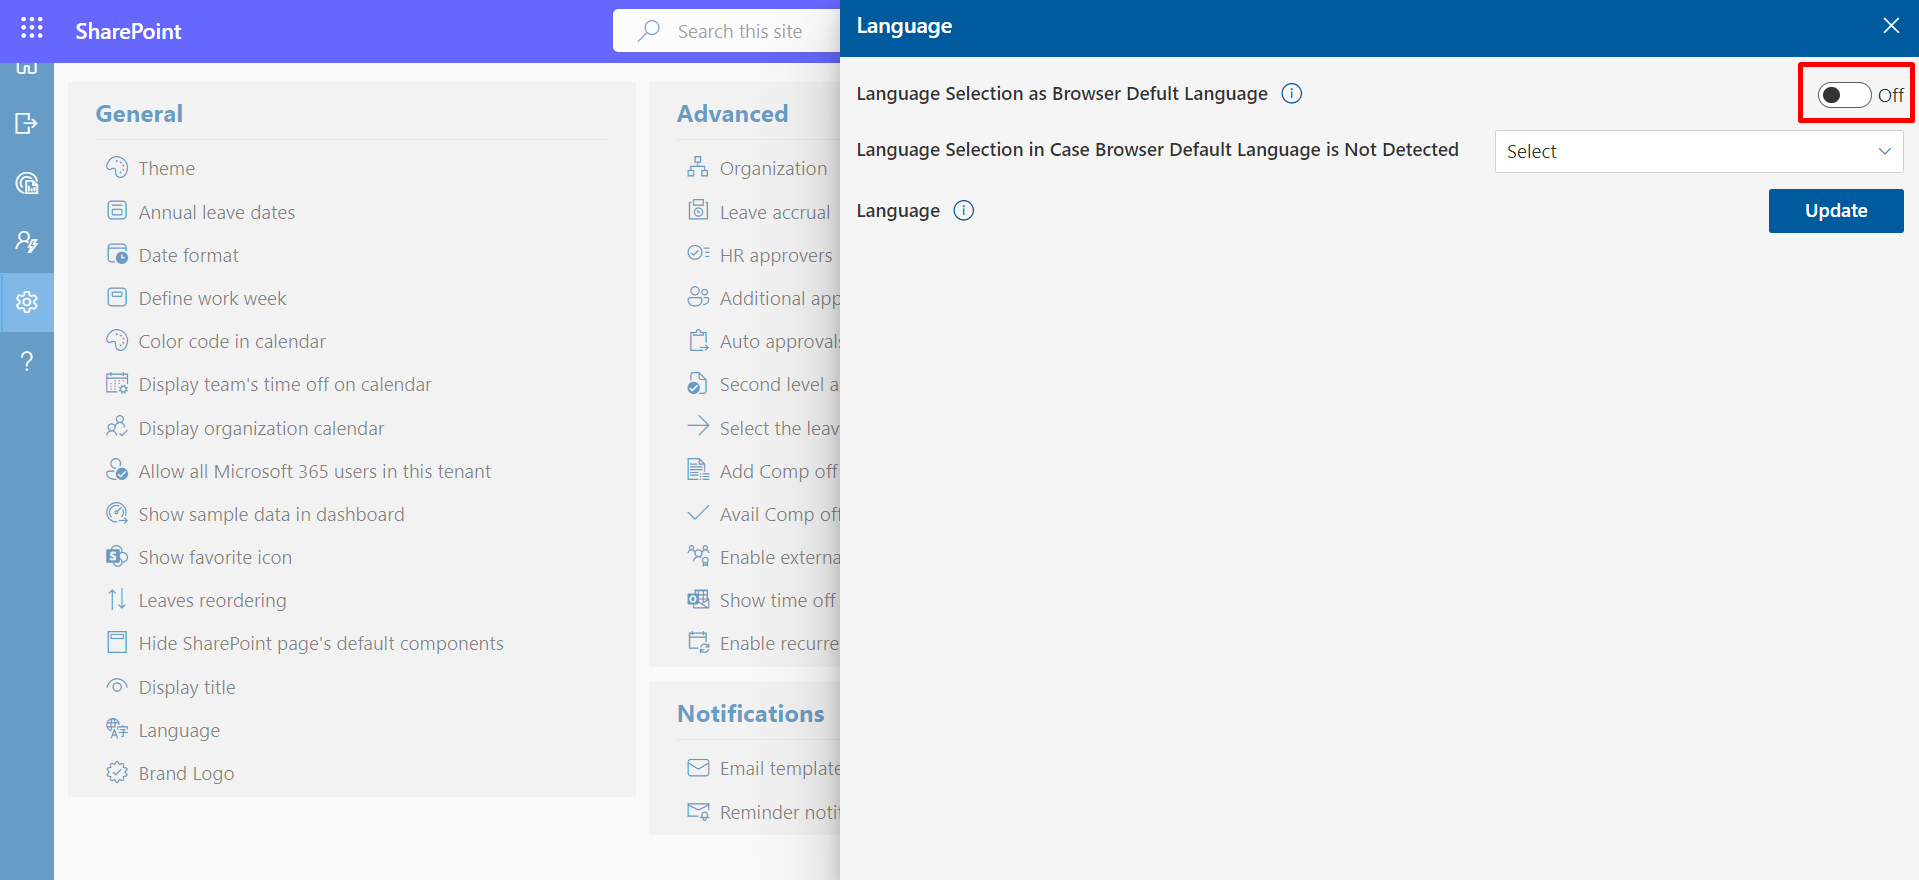 SharePoint
Search this site
General
Theme
Annual leave dates
Date format
Define work week
Color code in calendar
Display team's time off on calendar
Display organization calendar
Allow all Microsoft 365 users in this tenant
Show sample data in dashboard
Show favorite icon
Leaves reordering
Hide SharePoint page's default components
Display title
Language
Brand Logo
Advanced
Organization
Leave accrual
HR approvers
Additional app
Auto approvals
Second level a
Select the leav
Add Comp off
Avail Comp off
Enable externa
Show time off
Enable recurre
Notifications
Email template
Reminder notif
Language
Language Selection as Browser Defult Language
Off
Language Selection in Case Browser Default Language is Not Detected
Select
Language
Update